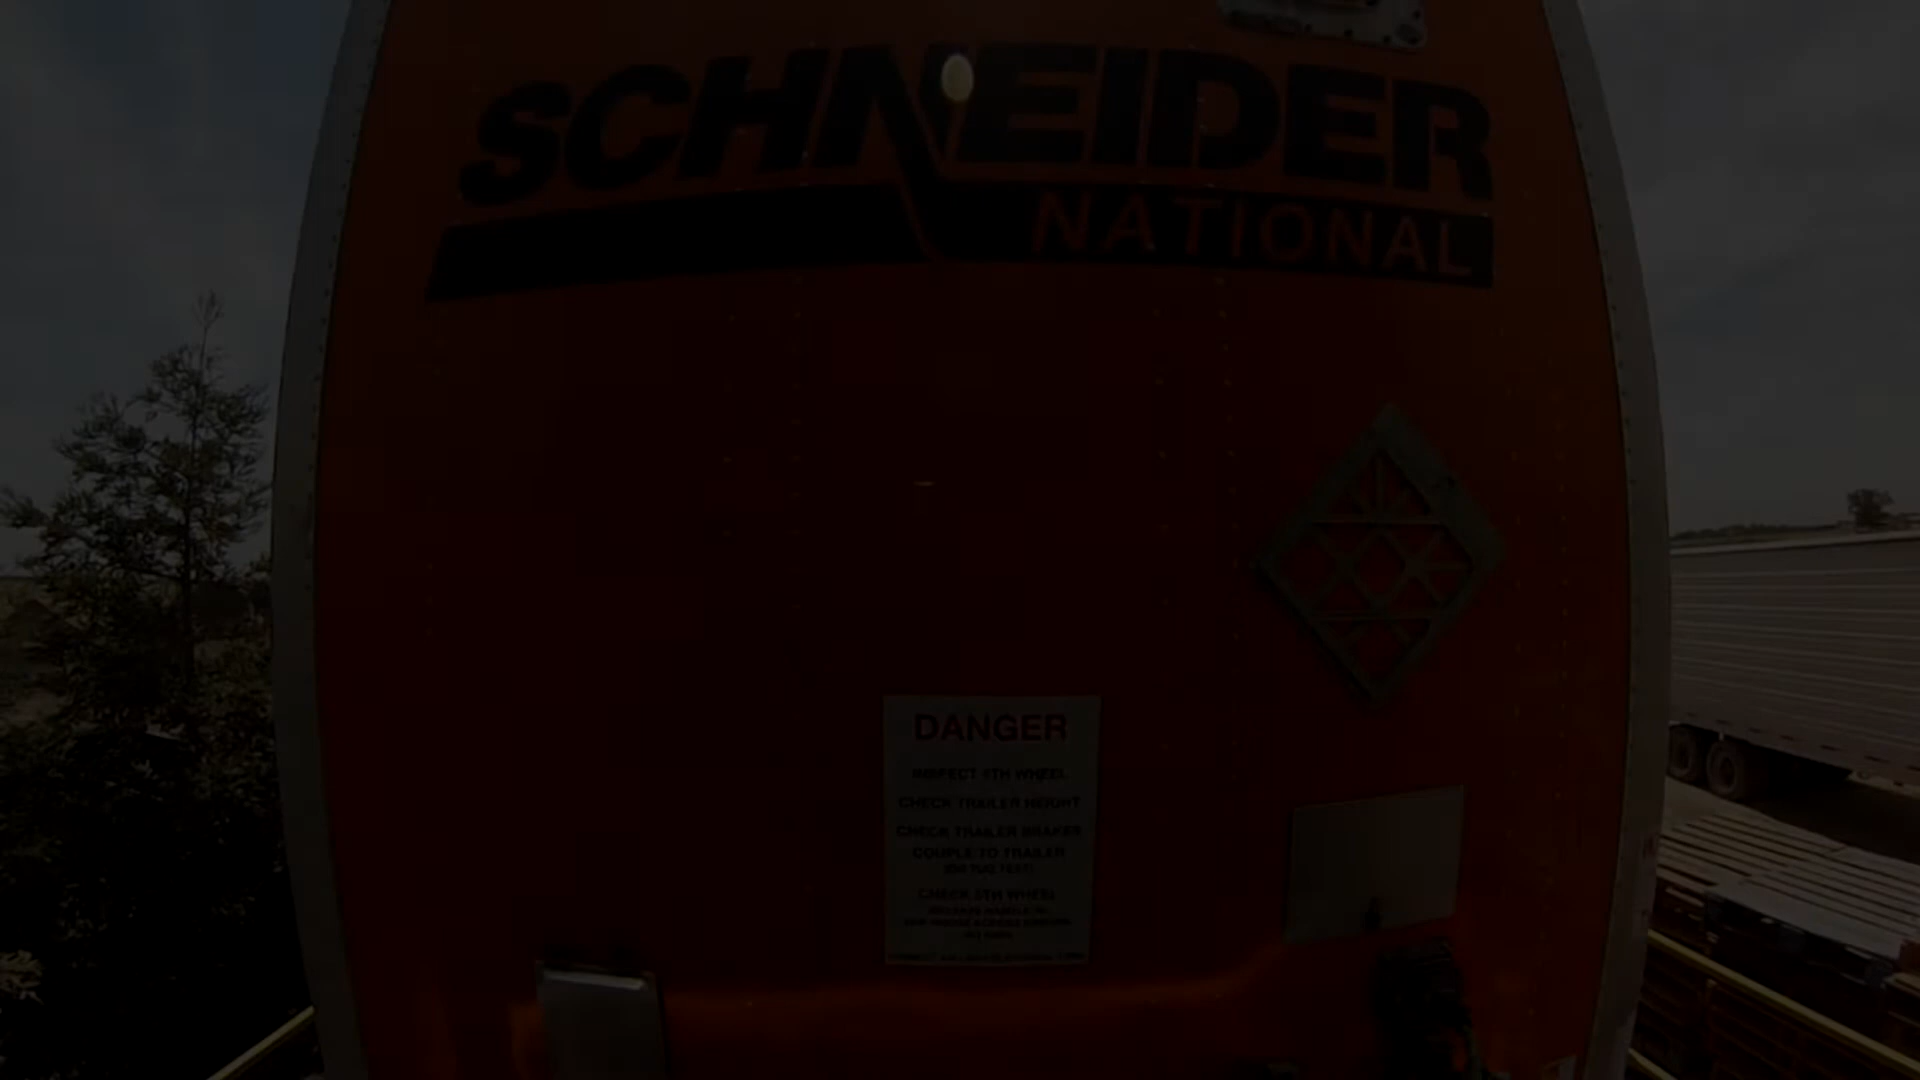 SCHNEIDER
NATIONAL
DANGER
INSPECT 5TH WHEEL
CHECK TRAILER HEIGHT
CHECK TRAILER BRAKES
COUPLE TO TRAILER
CHECK 5TH WHEEL